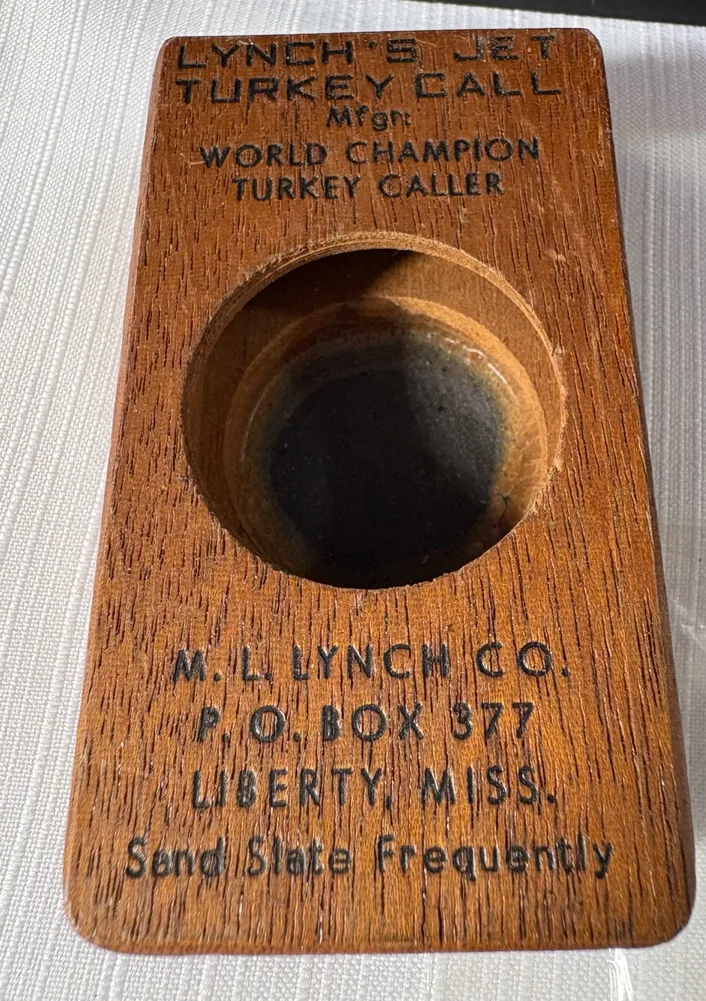 LYNCH'S JET
TURKEY CALL
Mfgr:
WORLD CHAMPION
TURKEY CALLER
M. L. LYNCH CO.
P. O. BOX 377
LIBERTY, MISS.
Sand Slate Frequently